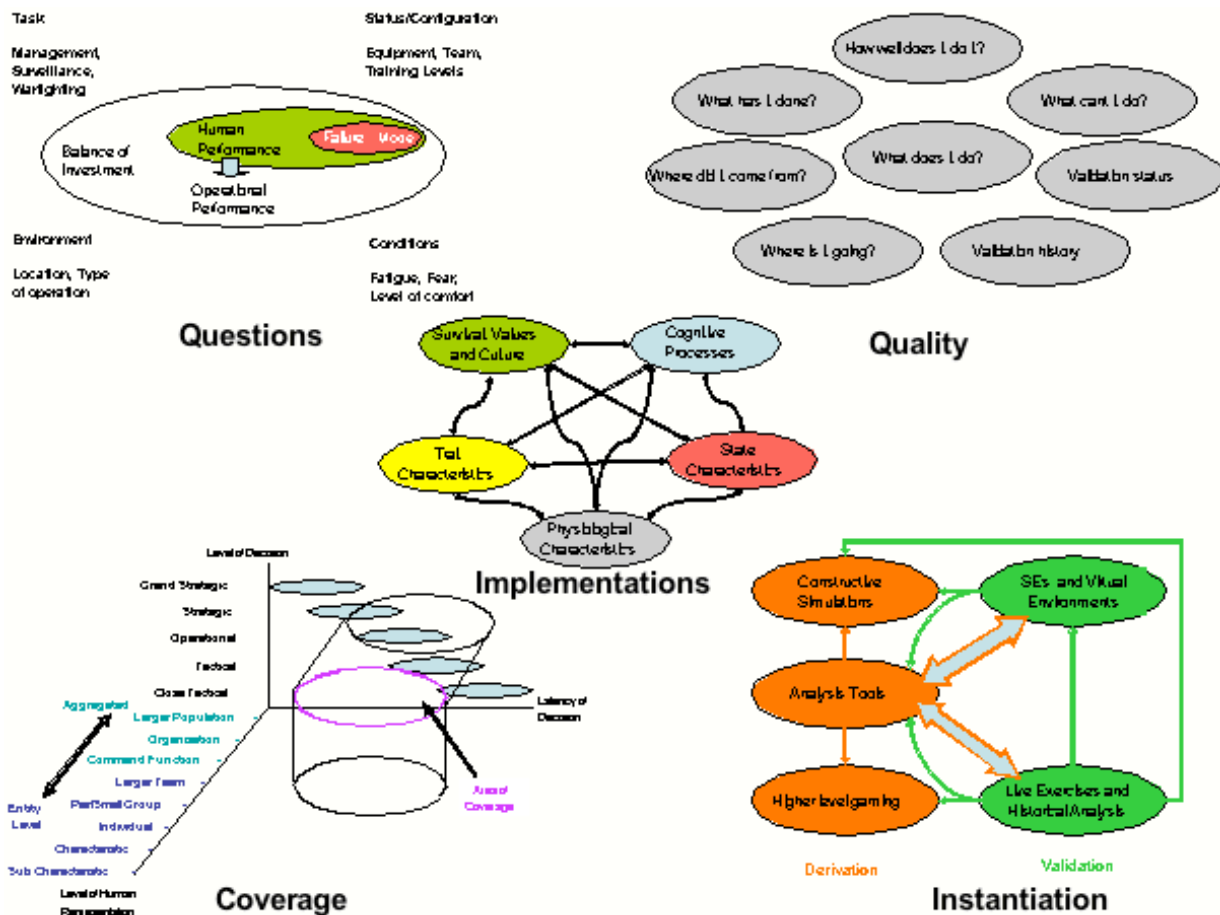 Task
Management,
Surveillance,
Warfighting
Status/Configuration
Equipment, Team,
Training Levels
Human
Performance
Failure Mode
Balance of
Investment
Operational
Performance
Environment
Location, Type
of operation
Conditions
Fatigue, Fear,
Level of comfort
Questions
How well does I do I?
What has I done?
What cant I do?
What does I do?
Where did I come from?
Validation status
Where is I going?
Validation history
Quality
Survival Values
and Culture
Cognitive
Processes
Trait
Characteristics
State
Characteristics
Physiological
Characteristics
Implementations
Level of Decision
Grand Strategic
Strategic
Operational
Tactical
Close Tactical
Latency of
Decision
Aggregated
Larger Population
Organisation
Command Function
Larger Team
Pair/Small Group
Entity
Level
Individual
Characteristic
Sub Characteristic
Level of Human
Representation
Area of
Coverage
Coverage
Constructive
Simulations
SEs and Virtual
Environments
Analysis Tools
Higher level gaming
Live Exercises and
Historical Analysis
Derivation
Validation
Instantiation